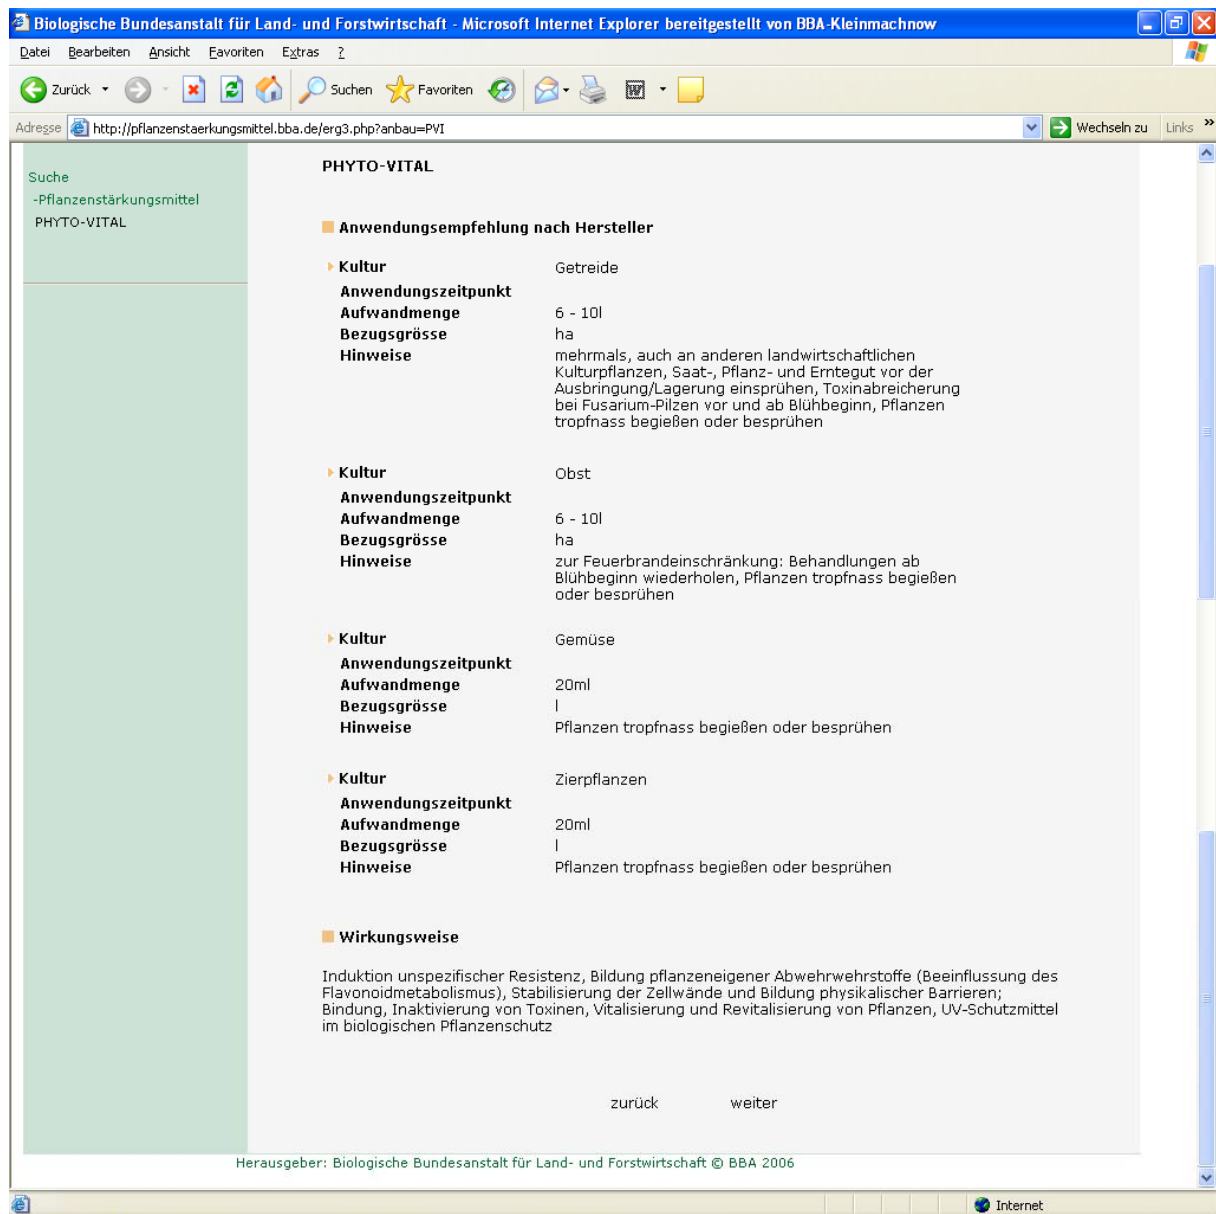 Biologische Bundesanstalt für Land- und Forstwirtschaft - Microsoft Internet Explorer bereitgestellt von BBA-Kleinmachnow
Datei Bearbeiten Ansicht Favoriten Extras ?
Zurück Suchen Favoriten
Adresse http://pflanzenstaerkungsmittel.bba.de/erg3.php?anbau=PVI Wechseln zu Links »
Suche
-Pflanzenstärkungsmittel
PHYTO-VITAL
PHYTO-VITAL
Anwendungsempfehlung nach Hersteller
Kultur Getreide
Anwendungszeitpunkt
Aufwandmenge 6 - 10l
Bezugsgrösse ha
Hinweise mehrmals, auch an anderen landwirtschaftlichen
Kulturpflanzen, Saat-, Pflanz- und Erntegut vor der
Ausbringung/Lagerung einsprühen, Toxinabreicherung
bei Fusarium-Pilzen vor und ab Blühbeginn, Pflanzen
tropfnass begießen oder besprühen
Kultur Obst
Anwendungszeitpunkt
Aufwandmenge 6 - 10l
Bezugsgrösse ha
Hinweise zur Feuerbrandeinschränkung: Behandlungen ab
Blühbeginn wiederholen, Pflanzen tropfnass begießen
oder besprühen
Kultur Gemüse
Anwendungszeitpunkt
Aufwandmenge 20ml
Bezugsgrösse l
Hinweise Pflanzen tropfnass begießen oder besprühen
Kultur Zierpflanzen
Anwendungszeitpunkt
Aufwandmenge 20ml
Bezugsgrösse l
Hinweise Pflanzen tropfnass begießen oder besprühen
Wirkungsweise
Induktion unspezifischer Resistenz, Bildung pflanzeneigener Abwehrwehrstoffe (Beeinflussung des
Flavonoidmetabolismus), Stabilisierung der Zellwände und Bildung physikalischer Barrieren;
Bindung, Inaktivierung von Toxinen, Vitalisierung und Revitalisierung von Pflanzen, UV-Schutzmittel
im biologischen Pflanzenschutz
zurück weiter
Herausgeber: Biologische Bundesanstalt für Land- und Forstwirtschaft © BBA 2006
Internet